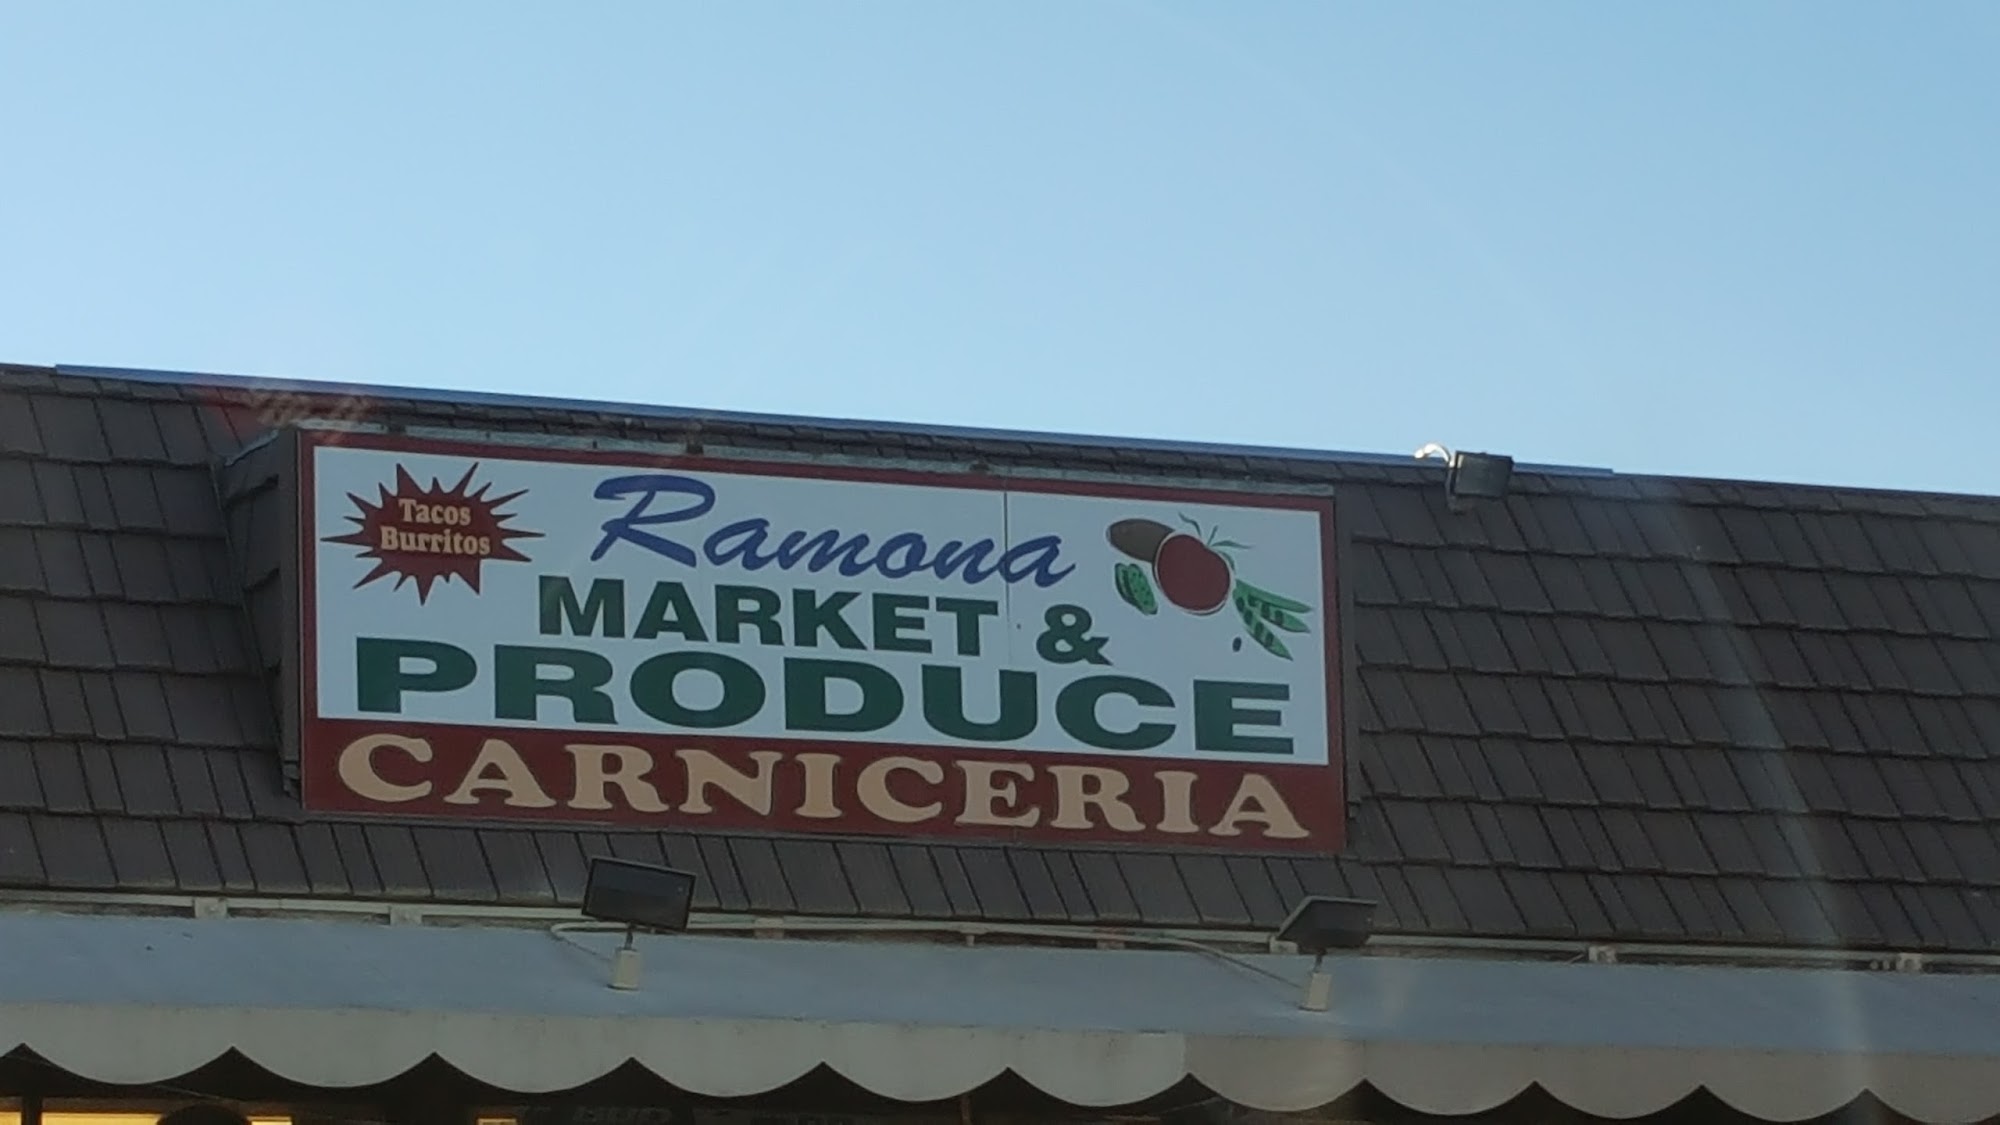 Tacos
Burritos
Ramona
MARKET &
PRODUCE
CARNICERIA